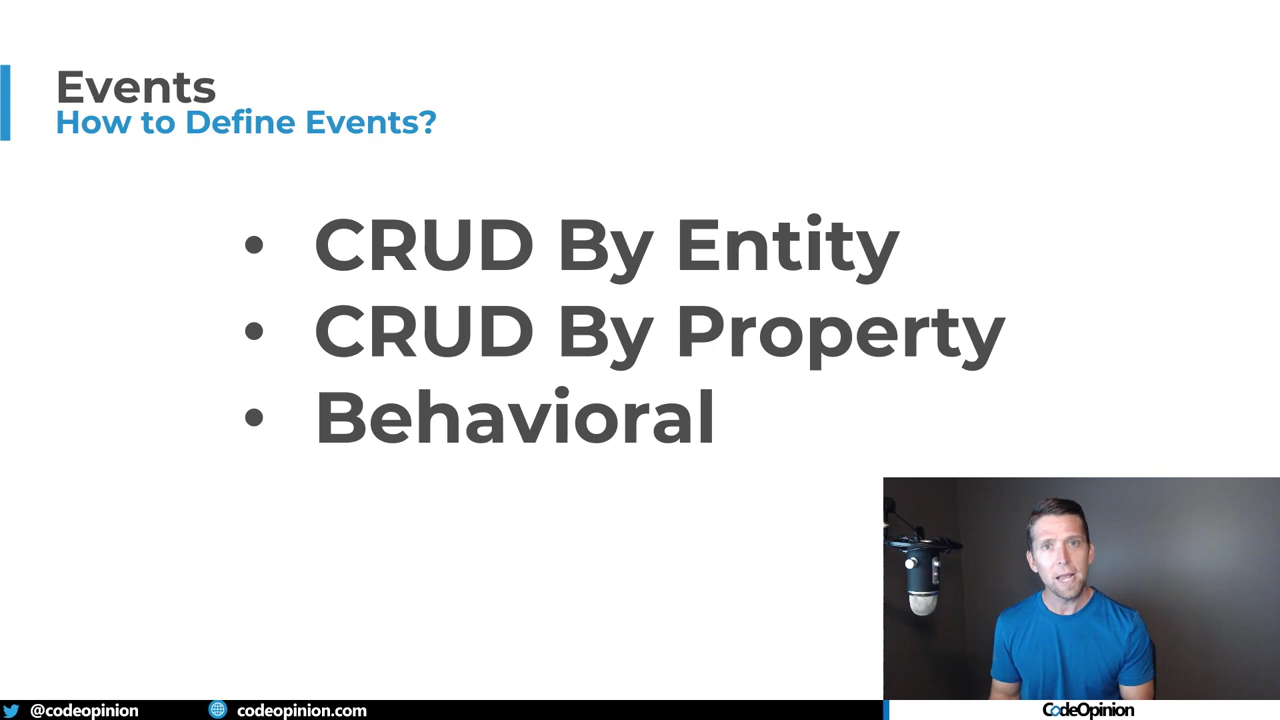 Events
How to Define Events?
• CRUD By Entity
• CRUD By Property
• Behavioral
@codeopinion
codeopinion.com
CodeOpinion